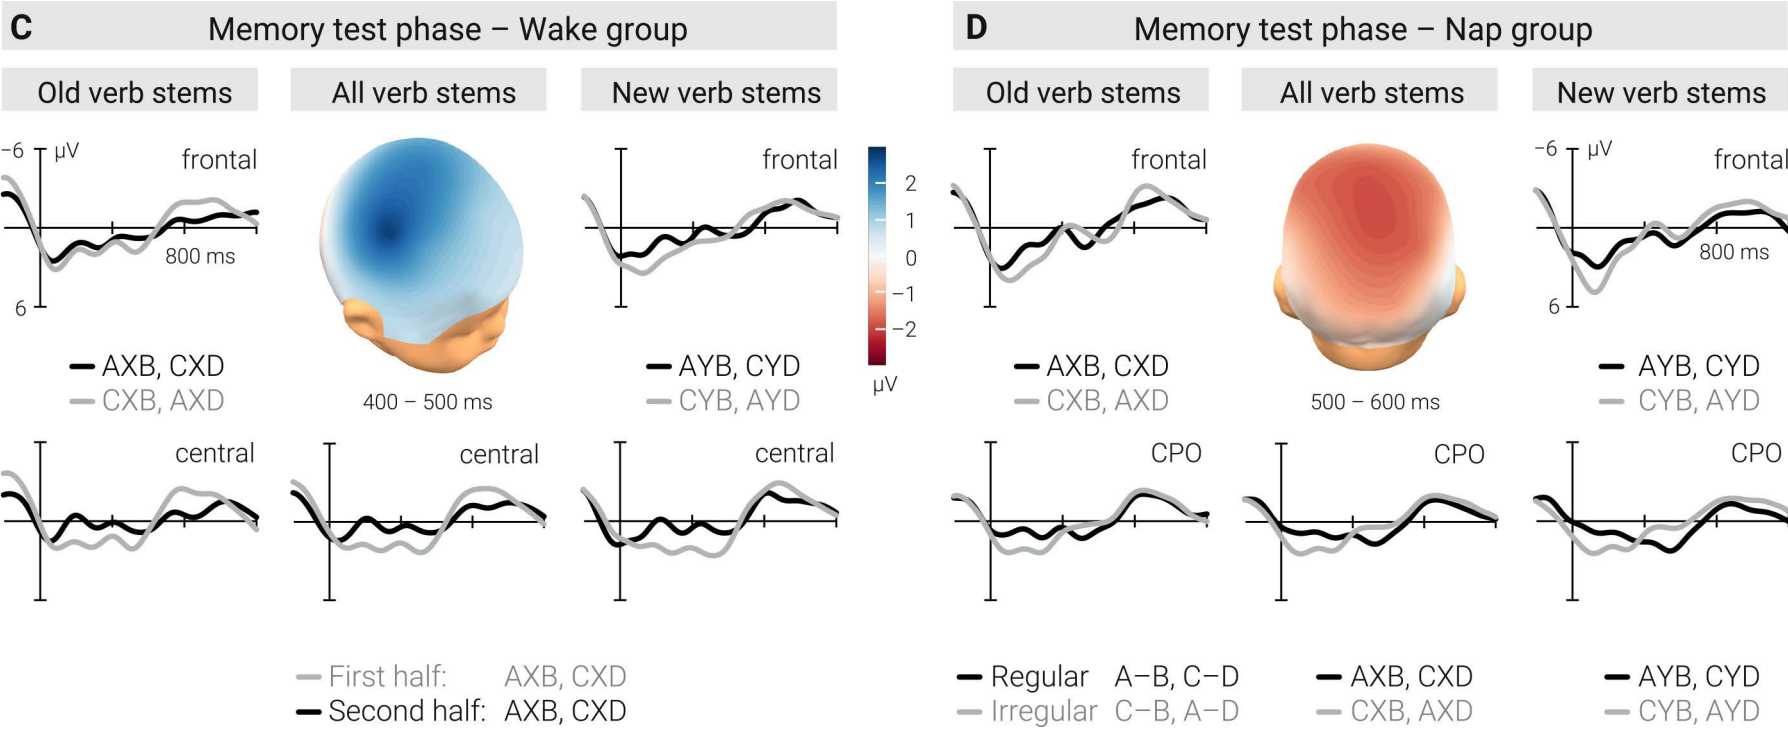 C Memory test phase – Wake group
Old verb stems
All verb stems
New verb stems
−6 µV frontal
800 ms
6
AXB, CXD
CXB, AXD
400 – 500 ms
frontal
AYB, CYD
CYB, AYD
2
1
0
−1
−2
µV
central
central
central
First half: AXB, CXD
Second half: AXB, CXD
D Memory test phase – Nap group
Old verb stems
All verb stems
New verb stems
frontal
AXB, CXD
CXB, AXD
500 – 600 ms
−6 µV frontal
800 ms
6
AYB, CYD
CYB, AYD
CPO
CPO
CPO
Regular A–B, C–D
Irregular C–B, A–D
AXB, CXD
CXB, AXD
AYB, CYD
CYB, AYD